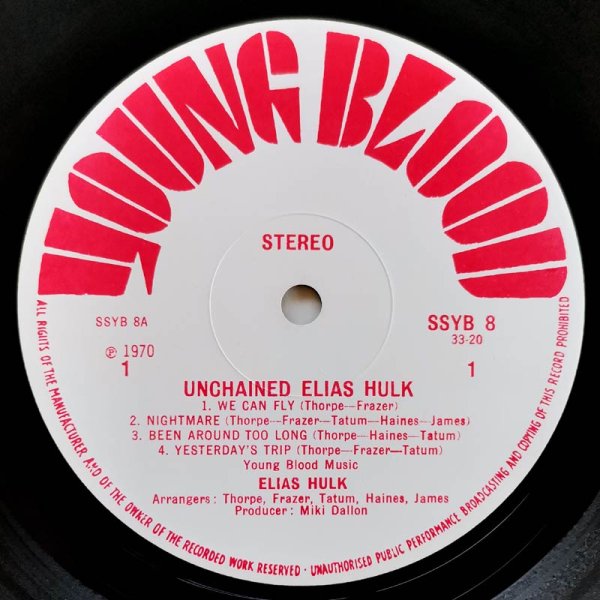 YOUNG BLOOD
STEREO
SSYB 8A
SSYB 8
33-20
℗ 1970
1
1
UNCHAINED ELIAS HULK
1. WE CAN FLY (Thorpe—Frazer)
2. NIGHTMARE (Thorpe—Frazer—Tatum—Haines—James)
3. BEEN AROUND TOO LONG (Thorpe—Haines—Tatum)
4. YESTERDAY'S TRIP (Thorpe—Frazer—Tatum)
Young Blood Music
ELIAS HULK
Arrangers: Thorpe, Frazer, Tatum, Haines, James
Producer: Miki Dallon
ALL RIGHTS OF THE MANUFACTURER AND OF THE OWNER OF THE RECORDED WORK RESERVED · UNAUTHORISED PUBLIC PERFORMANCE BROADCASTING AND COPYING OF THIS RECORD PROHIBITED